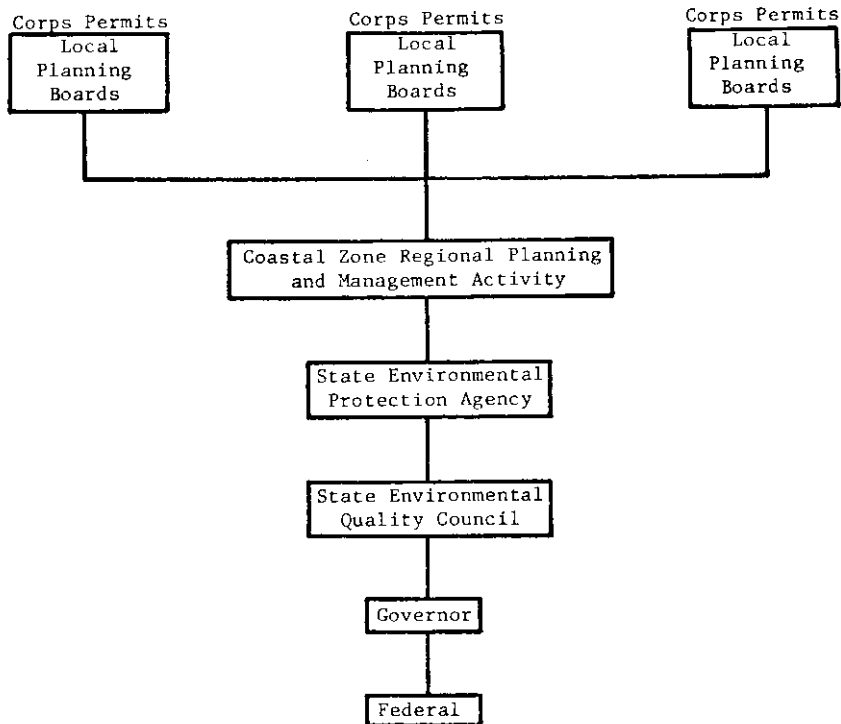 Corps Permits
Local
Planning
Boards
Corps Permits
Local
Planning
Boards
Corps Permits
Local
Planning
Boards
Coastal Zone Regional Planning
and Management Activity
State Environmental
Protection Agency
State Environmental
Quality Council
Governor
Federal